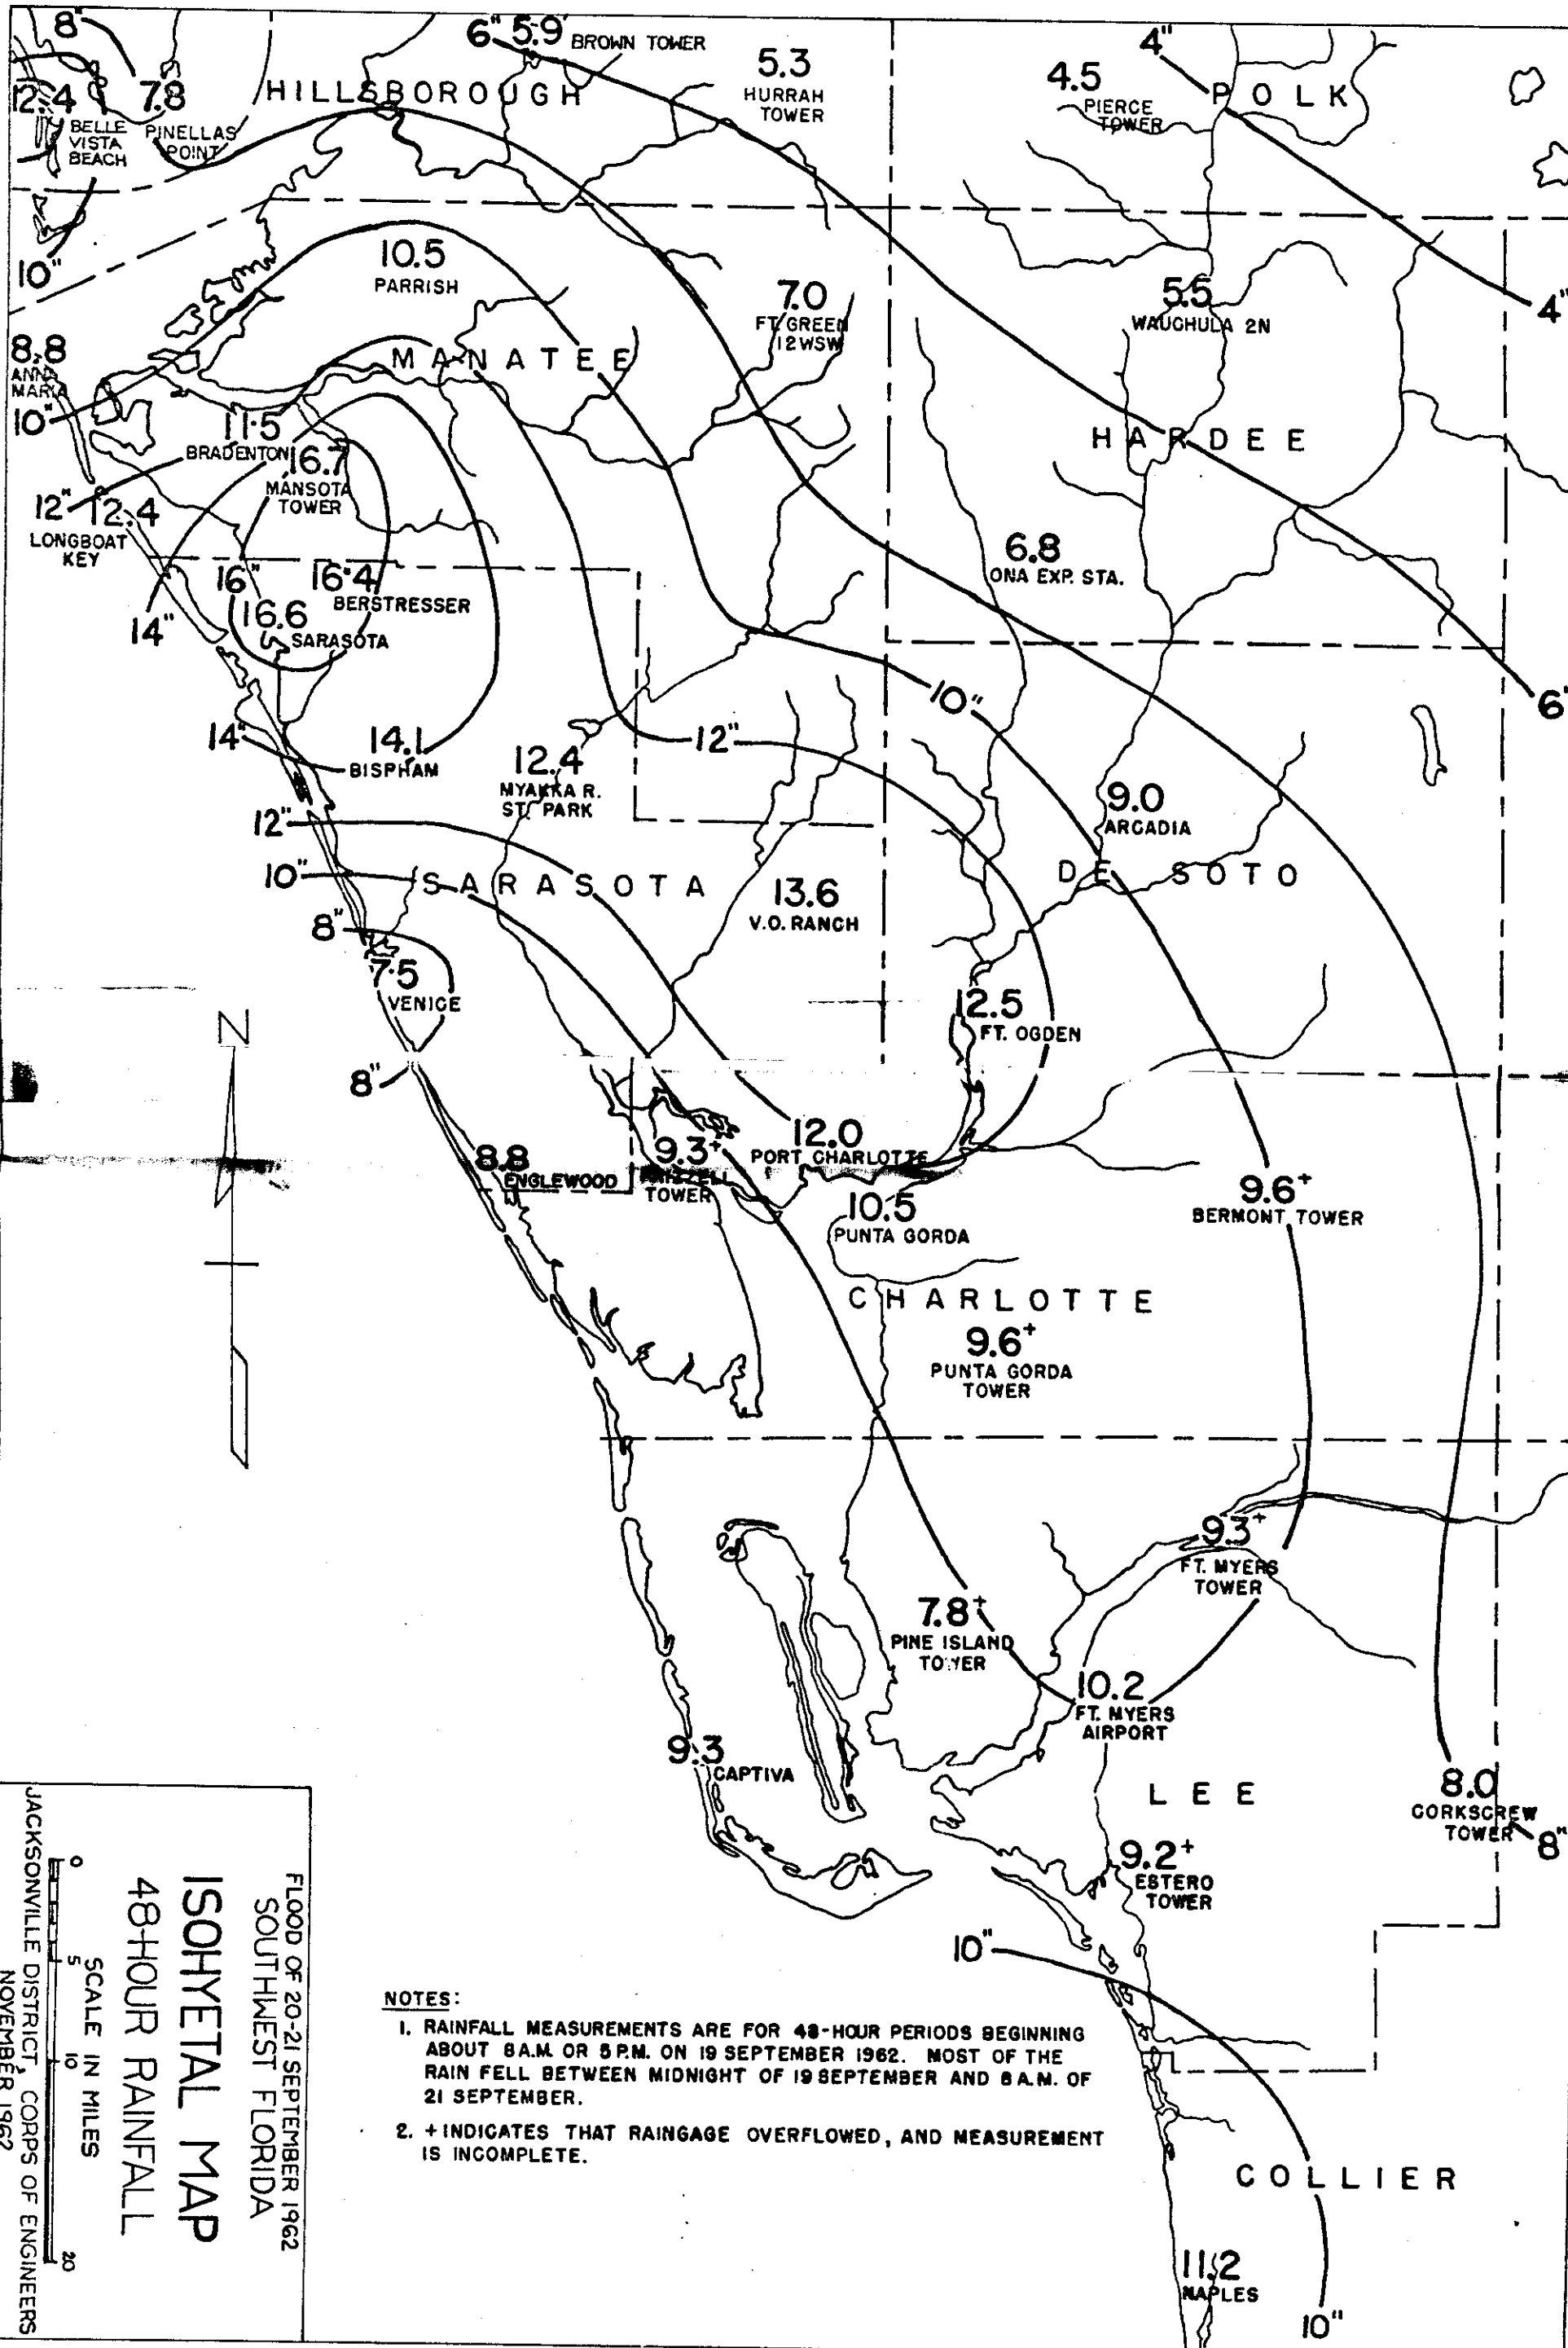 8"
6" 5.9 BROWN TOWER
4"
5.3
HURRAH
TOWER
4.5
PIERCE
TOWER
POLK
HILLSBOROUGH
12.4
BELLE
VISTA
BEACH
7.8
PINELLAS
POINT
10"
10.5
PARRISH
7.0
FT. GREEN
12WSW
5.5
WAUCHULA 2N
4"
8.8
ANNA
MARIA
10"
MANATEE
11.5
BRADENTON
16.7
MANSOTA
TOWER
HARDEE
12"
12.4
LONGBOAT
KEY
6.8
ONA EXP. STA.
16"
16.4
BERSTRESSER
16.6
SARASOTA
14"
10"
6"
14"
14.1
BISPHAM
12.4
MYAKKA R.
ST. PARK
12"
9.0
ARCADIA
12"
10"
SARASOTA
13.6
V.O. RANCH
DE SOTO
8"
7.5
VENICE
12.5
FT. OGDEN
N
8"
8.8
ENGLEWOOD
9.3+
TOWER
12.0
PORT CHARLOTTE
10.5
PUNTA GORDA
9.6+
BERMONT TOWER
CHARLOTTE
9.6+
PUNTA GORDA
TOWER
9.3+
FT. MYERS
TOWER
7.8+
PINE ISLAND
TOWER
10.2
FT. MYERS
AIRPORT
9.3
CAPTIVA
LEE
8.0
CORKSCREW
TOWER
8"
9.2+
ESTERO
TOWER
10"
COLLIER
11.2
NAPLES
10"
NOTES:
1. RAINFALL MEASUREMENTS ARE FOR 48-HOUR PERIODS BEGINNING
ABOUT 8 A.M. OR 5 P.M. ON 19 SEPTEMBER 1962. MOST OF THE
RAIN FELL BETWEEN MIDNIGHT OF 19 SEPTEMBER AND 8 A.M. OF
21 SEPTEMBER.
2. + INDICATES THAT RAINGAGE OVERFLOWED, AND MEASUREMENT
IS INCOMPLETE.
FLOOD OF 20-21 SEPTEMBER 1962
SOUTHWEST FLORIDA
ISOHYETAL MAP
48-HOUR RAINFALL
SCALE IN MILES
0 5 10 20
JACKSONVILLE DISTRICT, CORPS OF ENGINEERS
NOVEMBER 1962